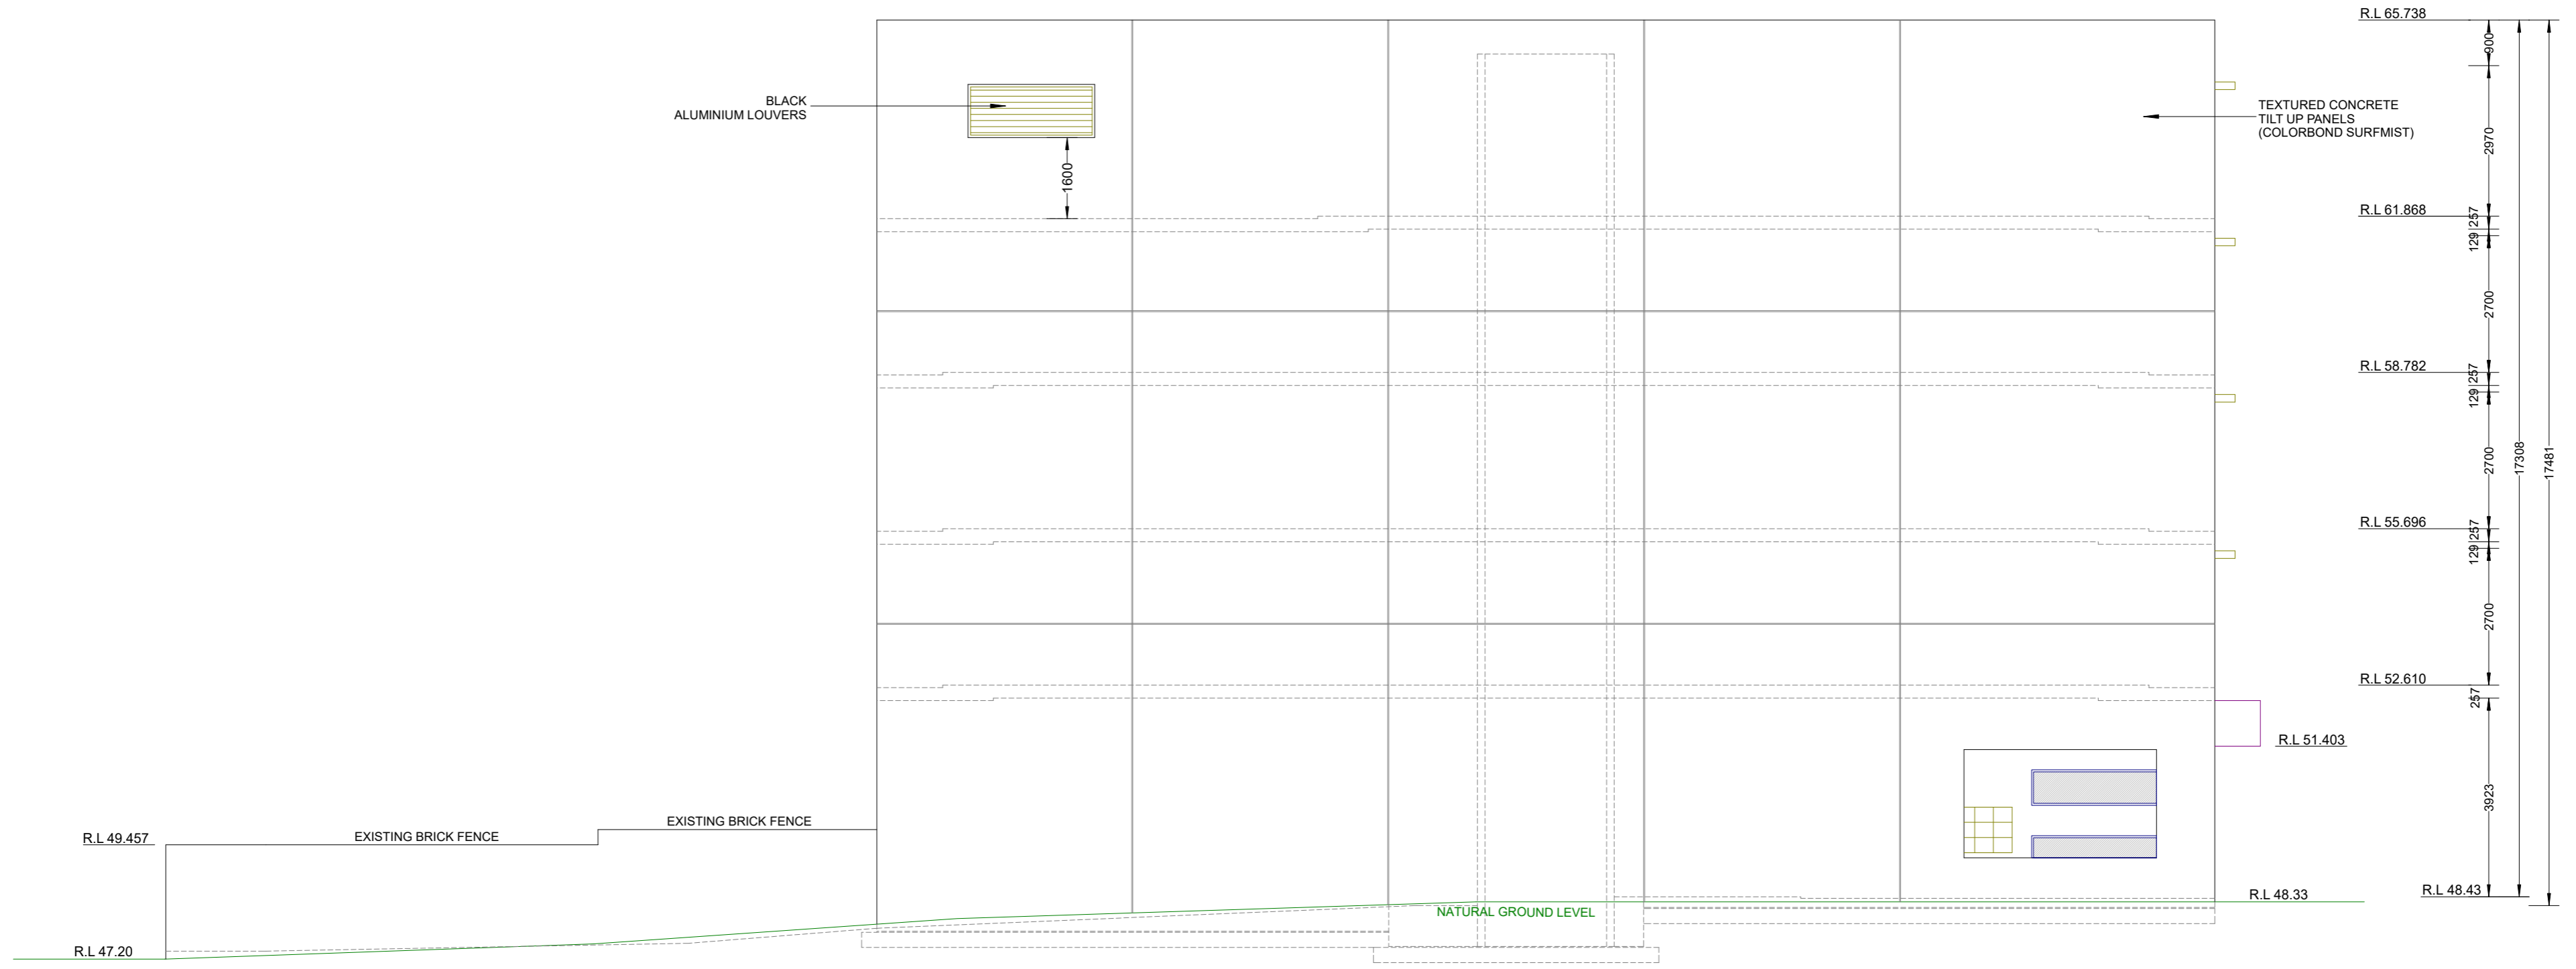 R.L 65.738
900
BLACK
ALUMINIUM LOUVERS
TEXTURED CONCRETE
TILT UP PANELS
(COLORBOND SURFMIST)
2970
1600
R.L 61.868
257
129
2700
R.L 58.782
257
129
2700
17308
17481
R.L 55.696
257
129
2700
R.L 52.610
257
R.L 51.403
3923
EXISTING BRICK FENCE
R.L 49.457
EXISTING BRICK FENCE
R.L 48.43
R.L 48.33
NATURAL GROUND LEVEL
R.L 47.20